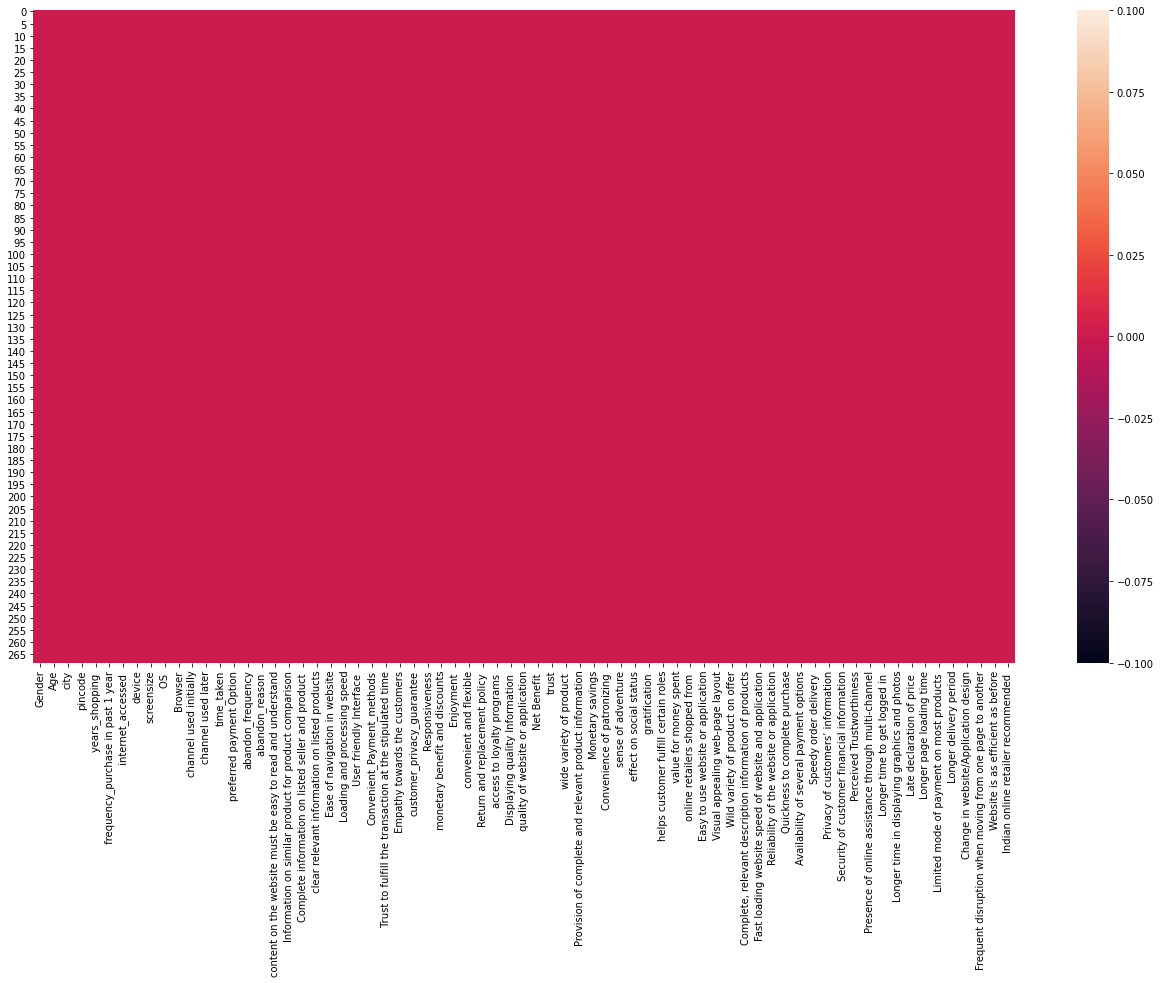 0
5
10
15
20
25
30
35
40
45
50
55
60
65
70
75
80
85
90
95
100
105
110
115
120
125
130
135
140
145
150
155
160
165
170
175
180
185
190
195
200
205
210
215
220
225
230
235
240
245
250
255
260
265
0.100
0.075
0.050
0.025
0.000
−0.025
−0.050
−0.075
−0.100
Gender
Age
city
pincode
years_shopping
frequency_purchase in past 1 year
internet_accessed
device
screensize
OS
Browser
channel used initially
channel used later
time_taken
preferred payment Option
abandon_frequency
abandon_reason
content on the website must be easy to read and understand
Information on similar product for product comparison
Complete information on listed seller and product
clear relevant information on listed products
Ease of navigation in website
Loading and processing speed
User friendly Interface
Convenient_Payment_methods
Trust to fulfill the transaction at the stipulated time
Empathy towards the customers
customer_privacy_guarantee
Responsiveness
monetary benefit and discounts
Enjoyment
convenient and flexible
Return and replacement policy
access to loyalty programs
Displaying quality Information
quality of website or application
Net Benefit
trust
wide variety of product
Provision of complete and relevant product information
Monetary savings
Convenience of patronizing
sense of adventure
effect on social status
gratification
helps customer fulfill certain roles
value for money spent
online retailers shopped from
Easy to use website or application
Visual appealing web-page layout
Wild variety of product on offer
Complete, relevant description information of products
Fast loading website speed of website and application
Reliability of the website or application
Quickness to complete purchase
Availability of several payment options
Speedy order delivery
Privacy of customers' information
Security of customer financial information
Perceived Trustworthiness
Presence of online assistance through multi-channel
Longer time to get logged in
Longer time in displaying graphics and photos
Late declaration of price
Longer page loading time
Limited mode of payment on most products
Longer delivery period
Change in website/Application design
Frequent disruption when moving from one page to another
Website is as efficient as before
Indian online retailer recommended